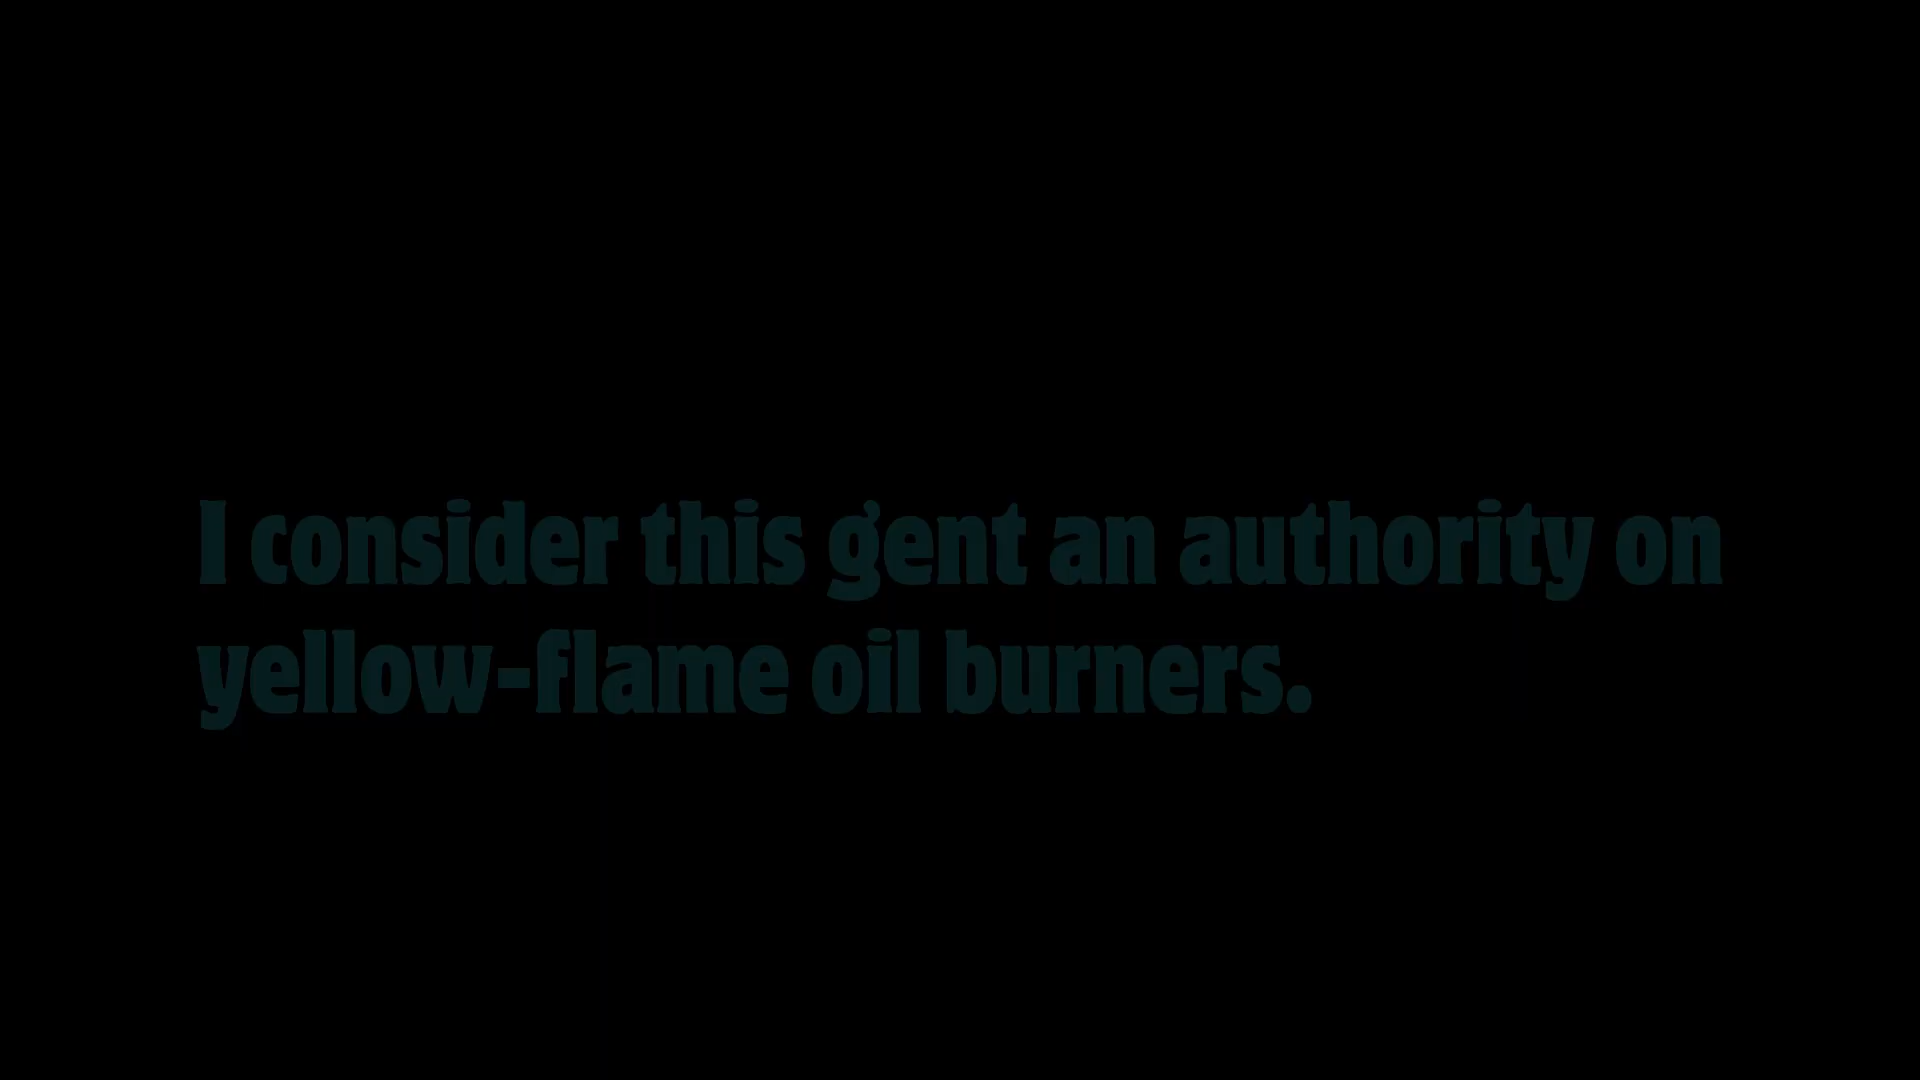 I consider this gent an authority on
yellow-flame oil burners.